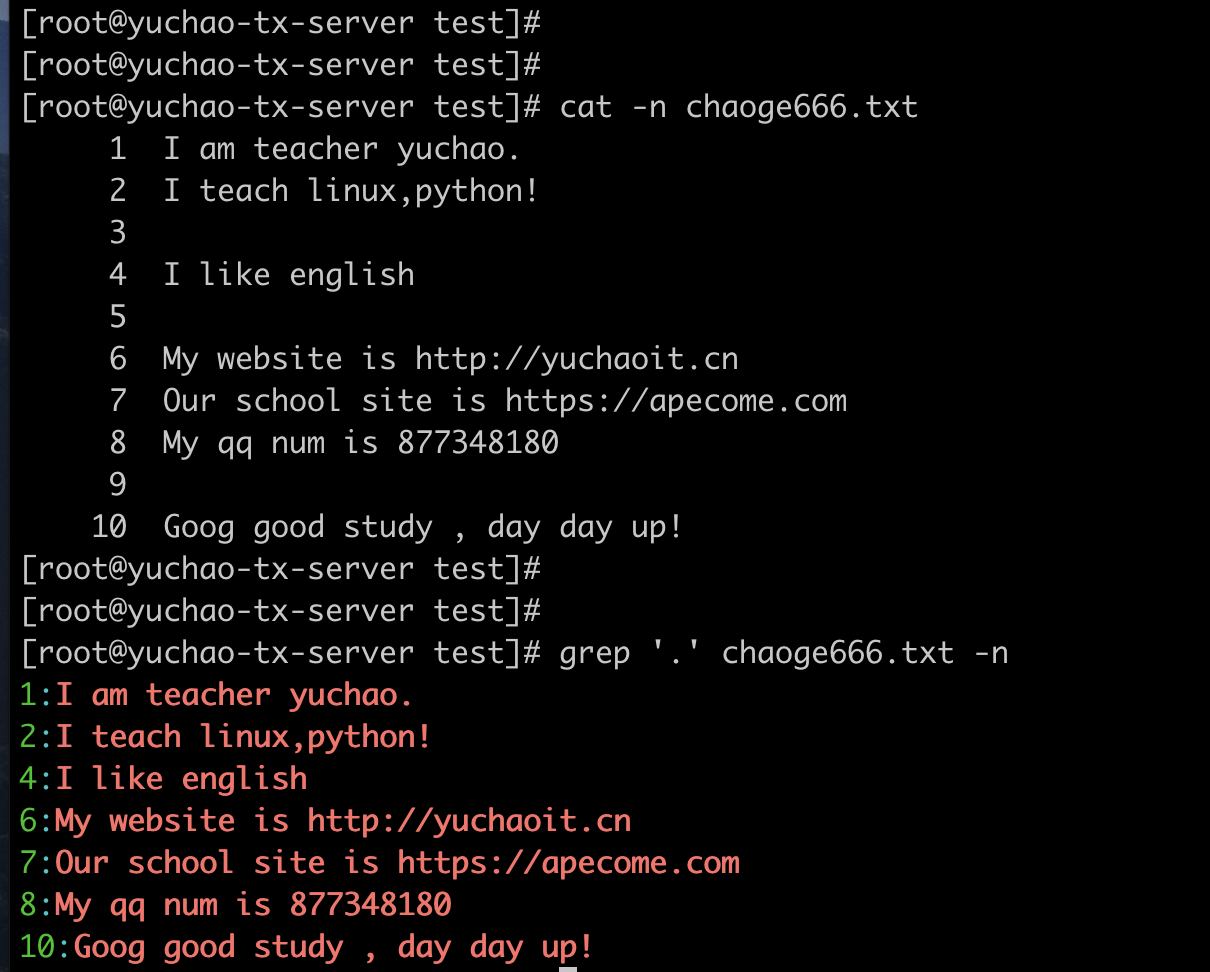 [root@yuchao-tx-server test]#
[root@yuchao-tx-server test]#
[root@yuchao-tx-server test]# cat -n chaoge666.txt
     1  I am teacher yuchao.
     2  I teach linux,python!
     3
     4  I like english
     5
     6  My website is http://yuchaoit.cn
     7  Our school site is https://apecome.com
     8  My qq num is 877348180
     9
    10  Goog good study , day day up!
[root@yuchao-tx-server test]#
[root@yuchao-tx-server test]#
[root@yuchao-tx-server test]# grep '.' chaoge666.txt -n
1:I am teacher yuchao.
2:I teach linux,python!
4:I like english
6:My website is http://yuchaoit.cn
7:Our school site is https://apecome.com
8:My qq num is 877348180
10:Goog good study , day day up!